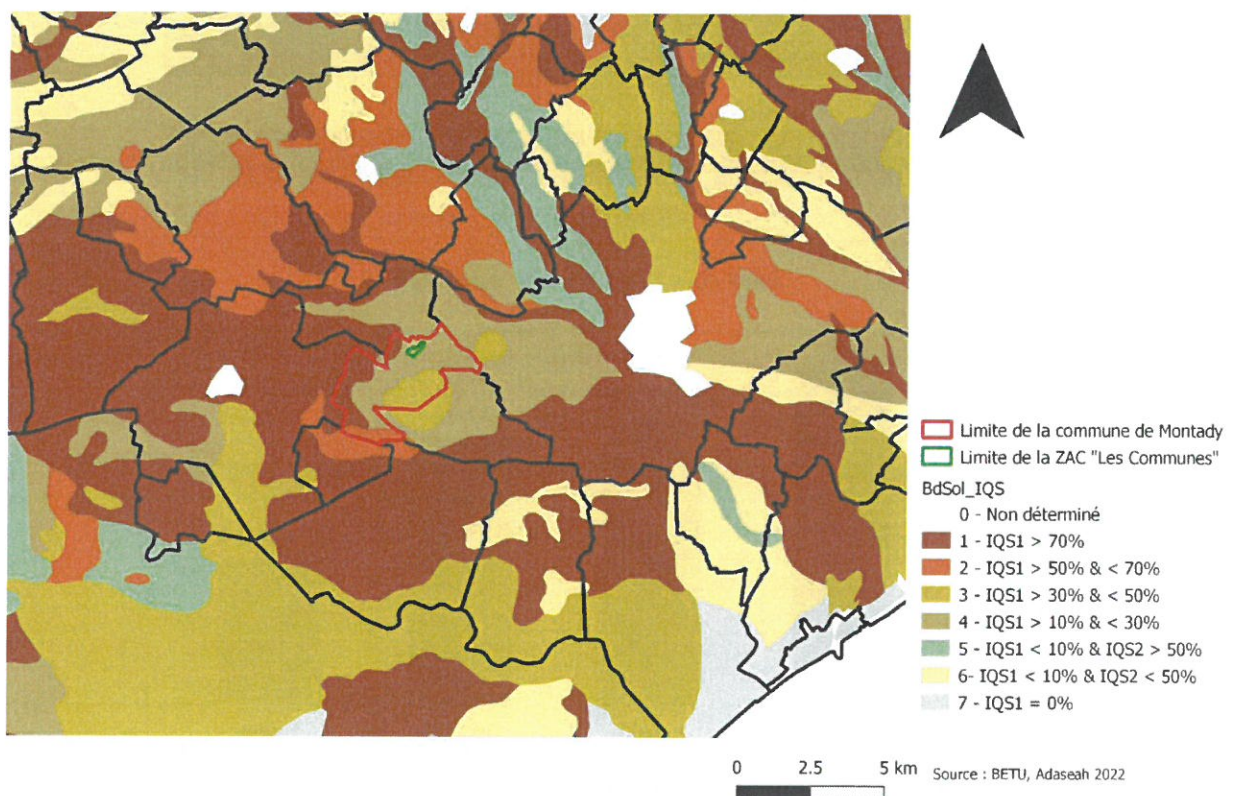 Limite de la commune de Montady
Limite de la ZAC "Les Communes"
BdSol_IQS
0 - Non déterminé
1 - IQS1 > 70%
2 - IQS1 > 50% & < 70%
3 - IQS1 > 30% & < 50%
4 - IQS1 > 10% & < 30%
5 - IQS1 < 10% & IQS2 > 50%
6- IQS1 < 10% & IQS2 < 50%
7 - IQS1 = 0%
0 2.5 5 km
Source : BETU, Adaseah 2022